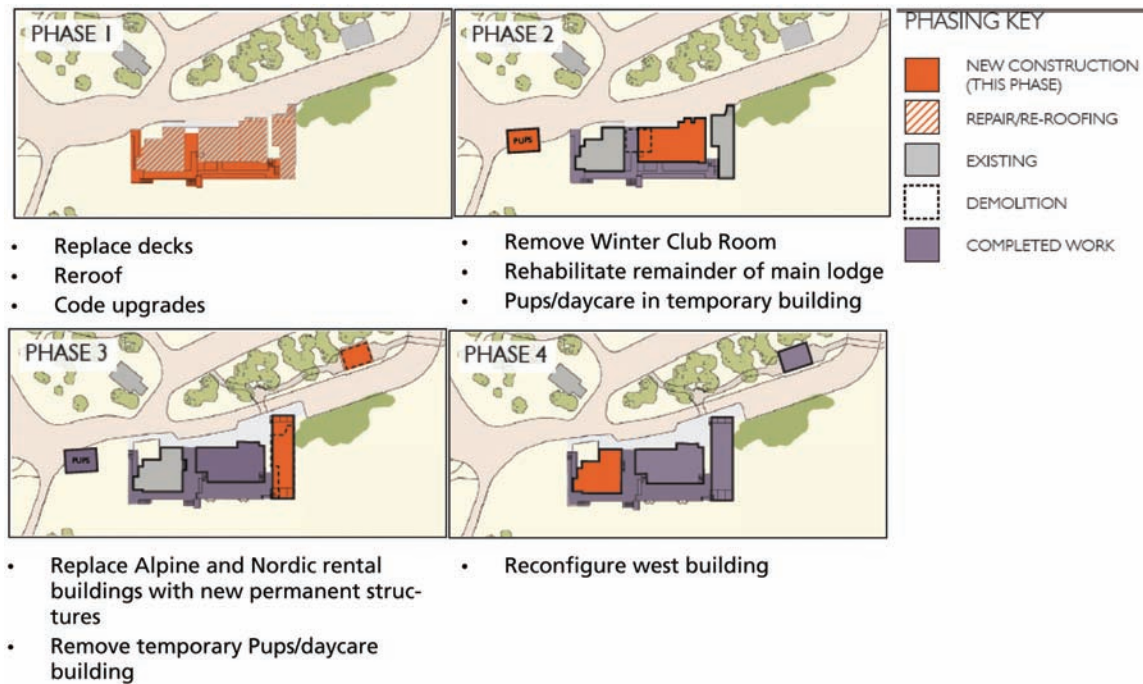 PHASE 1
PHASE 2
PUPS
PHASING KEY
NEW CONSTRUCTION
(THIS PHASE)
REPAIR/RE-ROOFING
EXISTING
DEMOLITION
COMPLETED WORK
• Replace decks
• Reroof
• Code upgrades
• Remove Winter Club Room
• Rehabilitate remainder of main lodge
• Pups/daycare in temporary building
PHASE 3
PUPS
PHASE 4
• Replace Alpine and Nordic rental
buildings with new permanent struc-
tures
• Remove temporary Pups/daycare
building
• Reconfigure west building